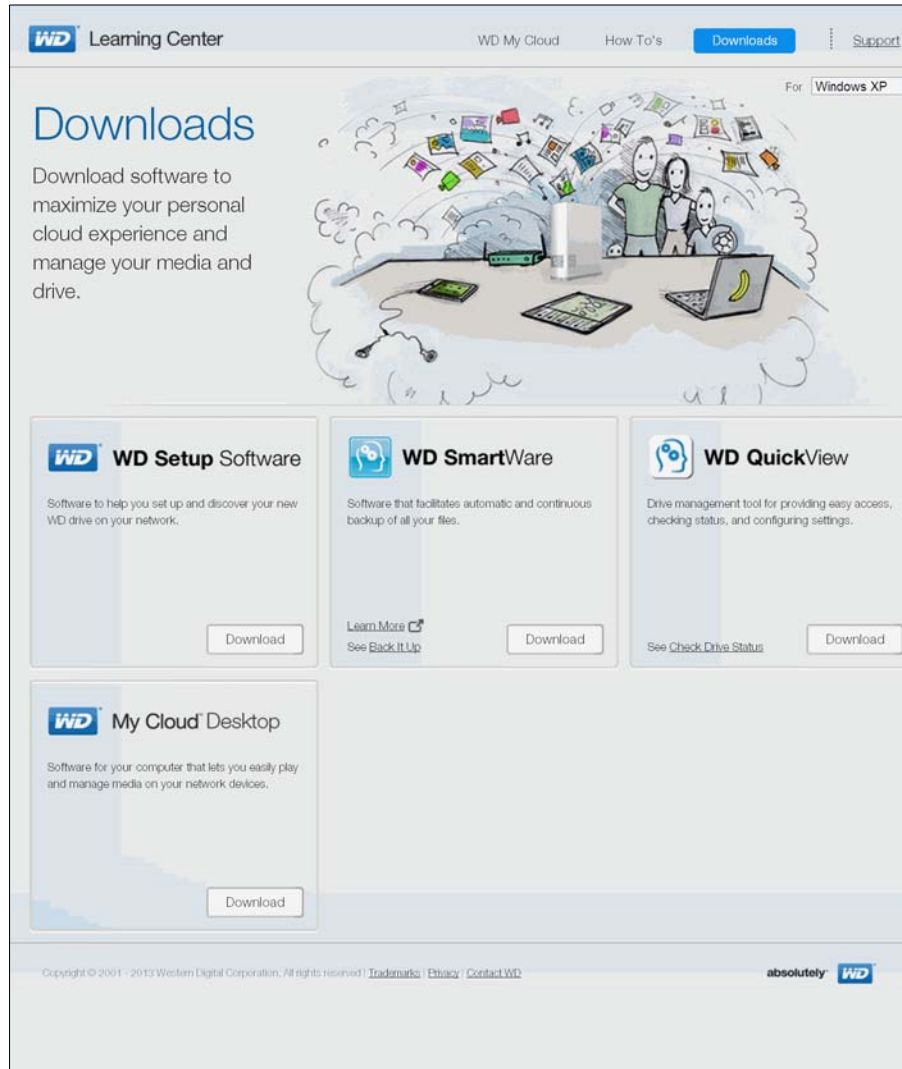 WD Learning Center
WD My Cloud
How To's
Downloads
Support
For Windows XP
Downloads
Download software to
maximize your personal
cloud experience and
manage your media and
drive.
WD WD Setup Software
Software to help you set up and discover your new
WD drive on your network.
Download
WD SmartWare
Software that facilitates automatic and continuous
backup of all your files.
Learn More
See Back It Up
Download
WD QuickView
Drive management tool for providing easy access,
checking status, and configuring settings.
See Check Drive Status
Download
WD My Cloud™ Desktop
Software for your computer that lets you easily play
and manage media on your network devices.
Download
Copyright © 2001 - 2013 Western Digital Corporation, All rights reserved | Trademarks | Privacy | Contact WD
absolutely™ WD